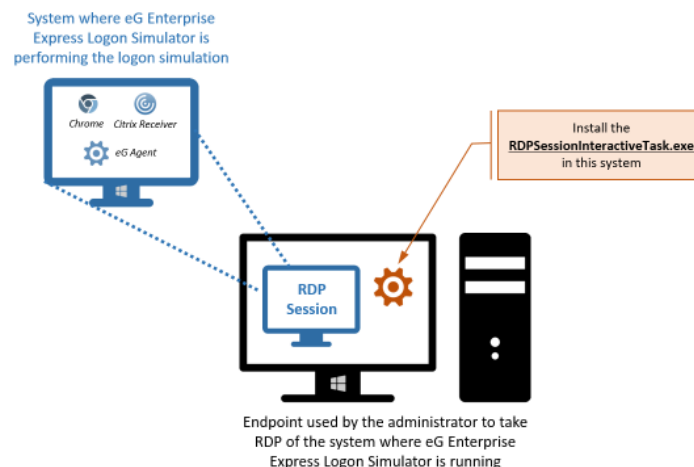 System where eG Enterprise
Express Logon Simulator is
performing the logon simulation
Chrome Citrix Receiver
eG Agent
Install the
RDPSessionInteractiveTask.exe
in this system
RDP
Session
Endpoint used by the administrator to take
RDP of the system where eG Enterprise
Express Logon Simulator is running